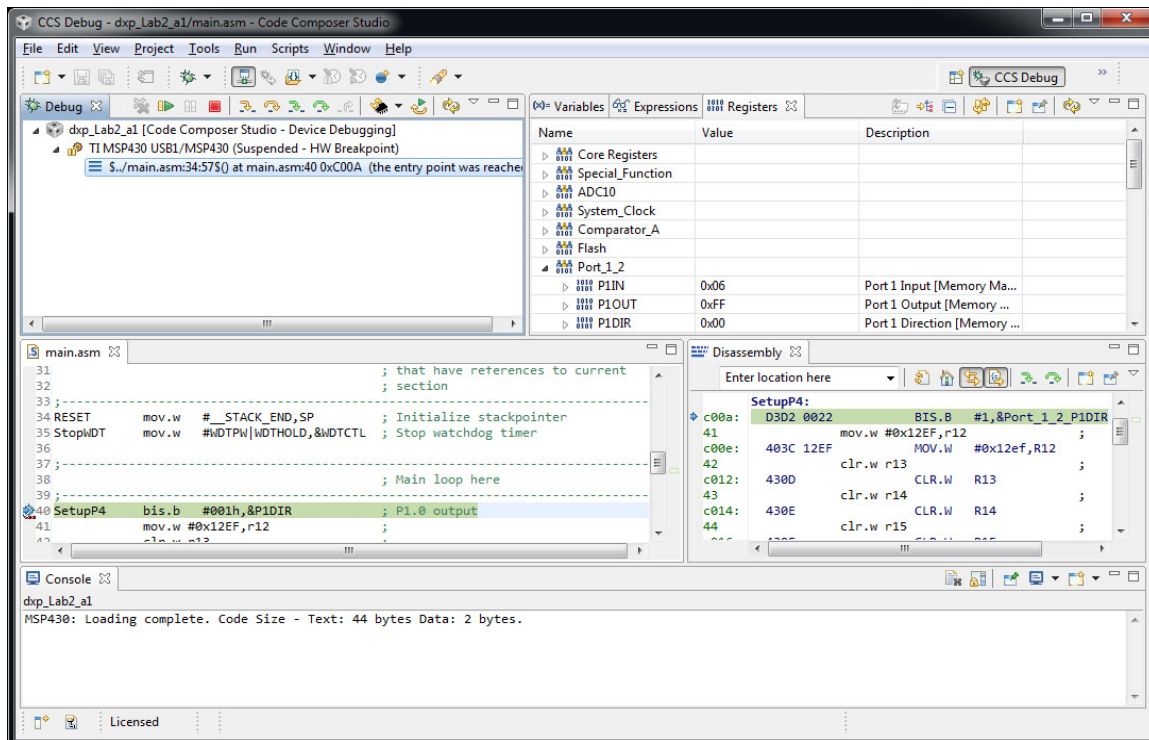 CCS Debug - dxp_Lab2_a1/main.asm - Code Composer Studio
File Edit View Project Tools Run Scripts Window Help
CCS Debug »
Debug
dxp_Lab2_a1 [Code Composer Studio - Device Debugging]
TI MSP430 USB1/MSP430 (Suspended - HW Breakpoint)
$../main.asm:34:57$() at main.asm:40 0xC00A (the entry point was reache
(x)= Variables Expressions Registers
Name Value Description
Core Registers
Special_Function
ADC10
System_Clock
Comparator_A
Flash
Port_1_2
P1IN 0x06 Port 1 Input [Memory Ma...
P1OUT 0xFF Port 1 Output [Memory ...
P1DIR 0x00 Port 1 Direction [Memory ...
main.asm
31 ; that have references to current
32 ; section
33 ;-------------------------------------------------------------------------------
34 RESET mov.w #__STACK_END,SP ; Initialize stackpointer
35 StopWDT mov.w #WDTPW|WDTHOLD,&WDTCTL ; Stop watchdog timer
36
37 ;-------------------------------------------------------------------------------
38 ; Main loop here
39 ;-------------------------------------------------------------------------------
40 SetupP4 bis.b #001h,&P1DIR ; P1.0 output
41 mov.w #0x12EF,r12 ;
42 clr.w r13
Disassembly
Enter location here
SetupP4:
c00a: D3D2 0022 BIS.B #1,&Port_1_2_P1DIR
41 mov.w #0x12EF,r12 ;
c00e: 403C 12EF MOV.W #0x12ef,R12
42 clr.w r13 ;
c012: 430D CLR.W R13
43 clr.w r14 ;
c014: 430E CLR.W R14
44 clr.w r15 ;
Console
dxp_Lab2_a1
MSP430: Loading complete. Code Size - Text: 44 bytes Data: 2 bytes.
Licensed